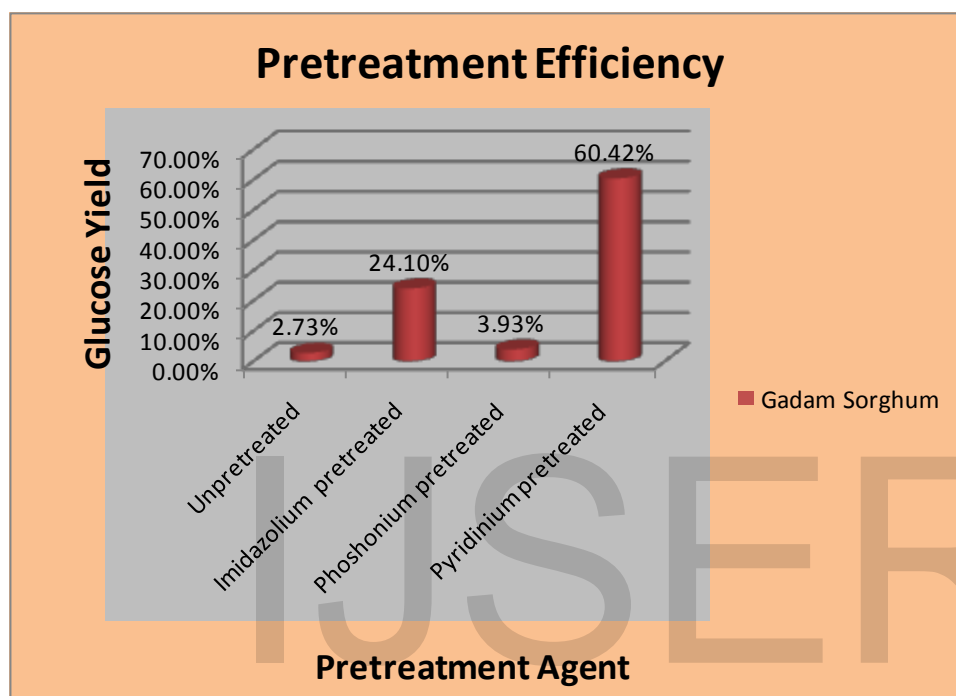 Pretreatment Efficiency
Glucose Yield
70.00%
60.00%
50.00%
40.00%
30.00%
20.00%
10.00%
0.00%
2.73%
24.10%
3.93%
60.42%
Unpretreated
Imidazolium pretreated
Phoshonium pretreated
Pyridinium pretreated
Gadam Sorghum
Pretreatment Agent
IJSER